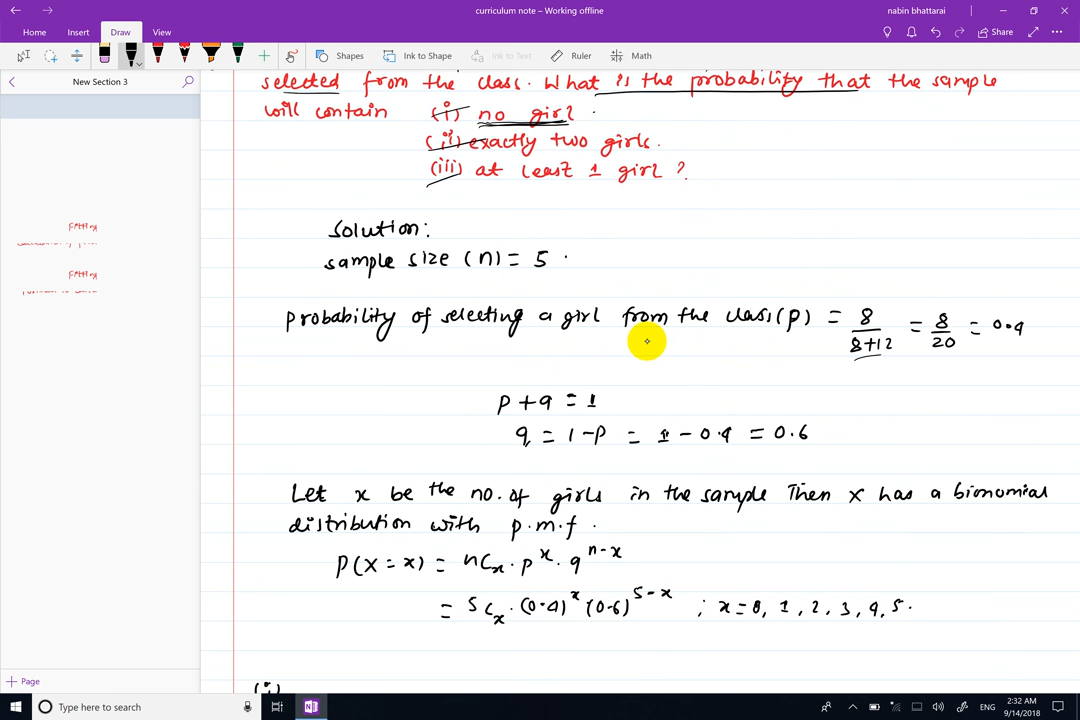 curriculum note – Working offline
nabin bhattarai
Home Insert Draw View
Share
Shapes Ink to Shape Ink to Text Ruler Math
New Section 3
selected from the class. What is the probability that the sample
will contain (i) no girl.
(ii) exactly two girls.
(iii) at least 1 girl ?
Solution:
sample size (n) = 5.
probability of selecting a girl from the class (p) = 8/8+12 = 8/20 = 0.4
p + q = 1
q = 1 - p = 1 - 0.4 = 0.6
Let x be the no. of girls in the sample Then x has a bionomial
distribution with p.m.f.
P(X = x) = nCx . p^x . q^n-x
= 5Cx . (0.4)^x (0.6)^5-x ; x = 0, 1, 2, 3, 4, 5.
(i)
Page
Type here to search
ENG
2:32 AM
9/14/2018